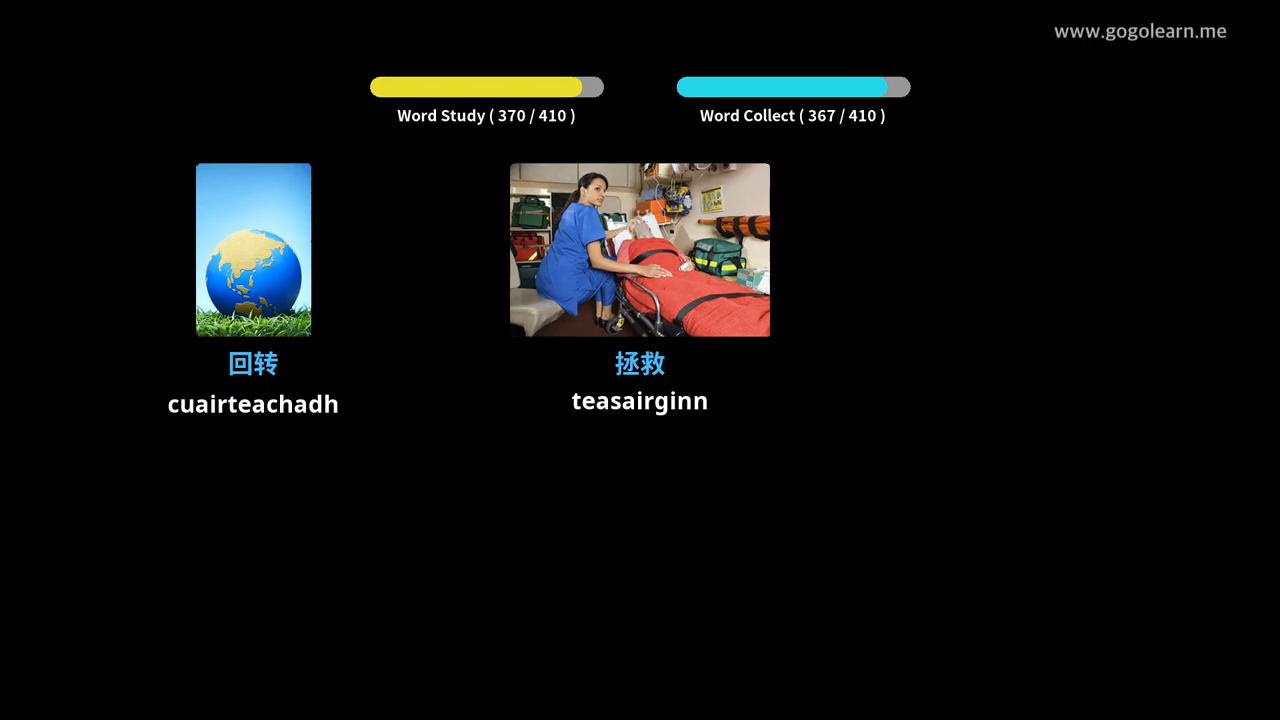 www.gogolearn.me
Word Study ( 370 / 410 )
Word Collect ( 367 / 410 )
回转
cuairteachadh
拯救
teasairginn